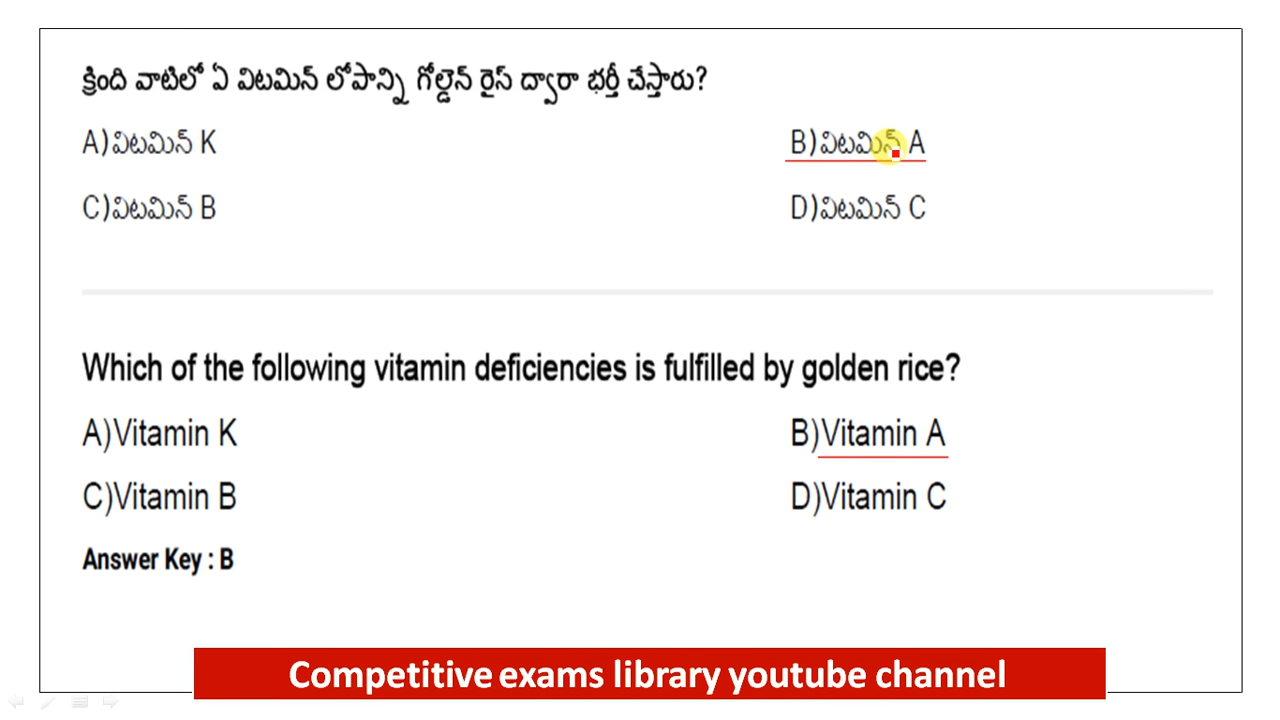 క్రింది వాటిలో ఏ విటమిన్ లోపాన్ని గోల్డెన్ రైస్ ద్వారా భర్తీ చేస్తారు?
A)విటమిన్ K B)విటమిన్ A
C)విటమిన్ B D)విటమిన్ C
Which of the following vitamin deficiencies is fulfilled by golden rice?
A)Vitamin K B)Vitamin A
C)Vitamin B D)Vitamin C
Answer Key : B
Competitive exams library youtube channel